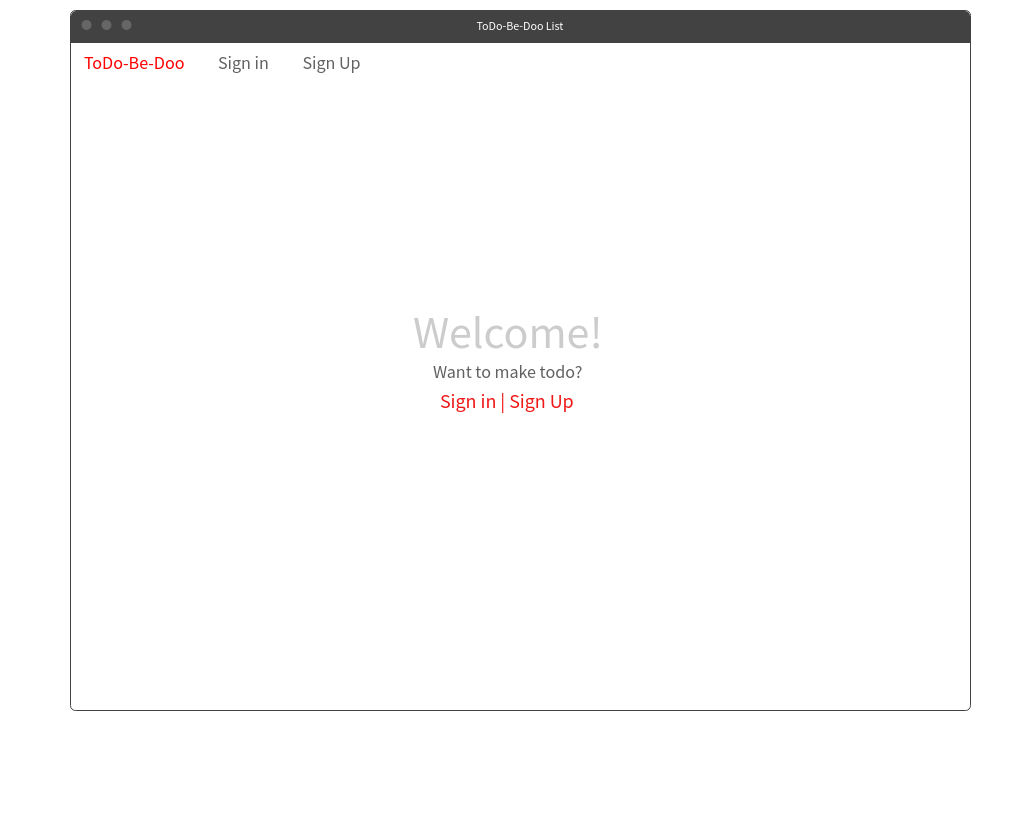 ToDo-Be-Doo List
ToDo-Be-Doo Sign in Sign Up
Welcome!
Want to make todo?
Sign in | Sign Up